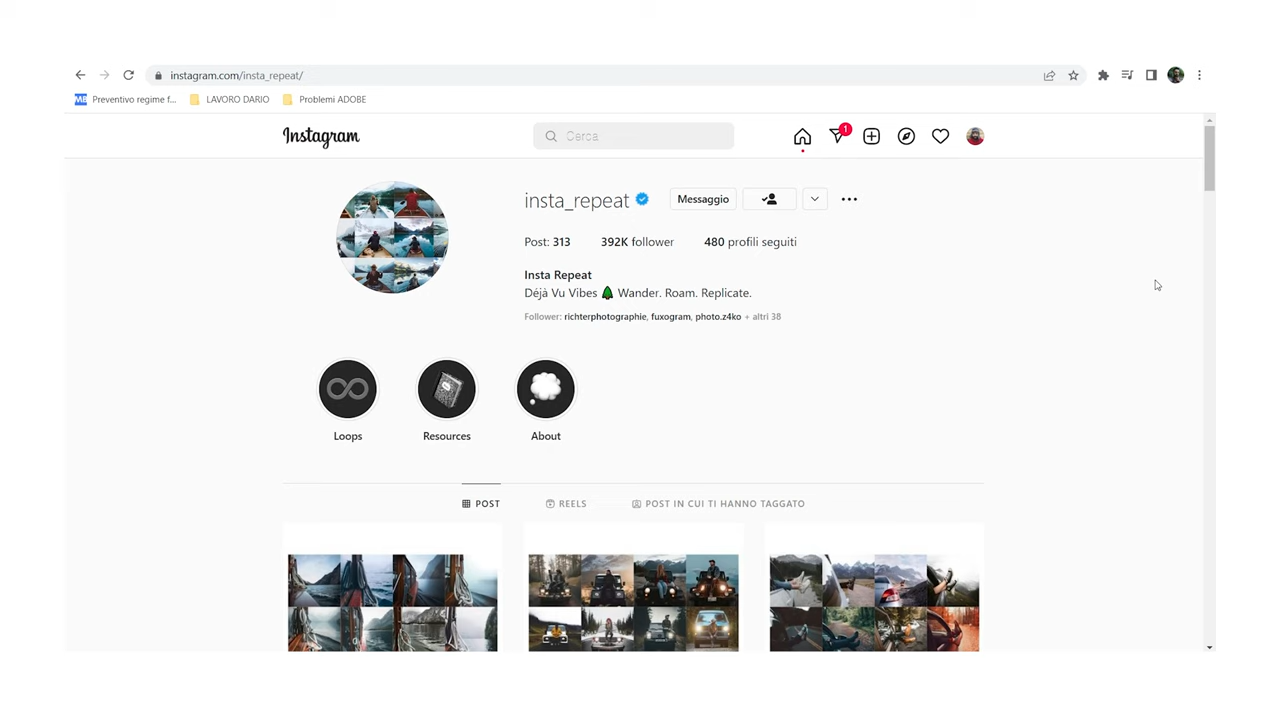 instagram.com/insta_repeat/
Preventivo regime f... LAVORO DARIO Problemi ADOBE
Instagram Cerca 1
insta_repeat Messaggio
Post: 313 392K follower 480 profili seguiti
Insta Repeat
Déjà Vu Vibes 🌲 Wander. Roam. Replicate.
Follower: richterphotographie, fuxogram, photo.z4ko + altri 38
Loops Resources About
POST REELS POST IN CUI TI HANNO TAGGATO